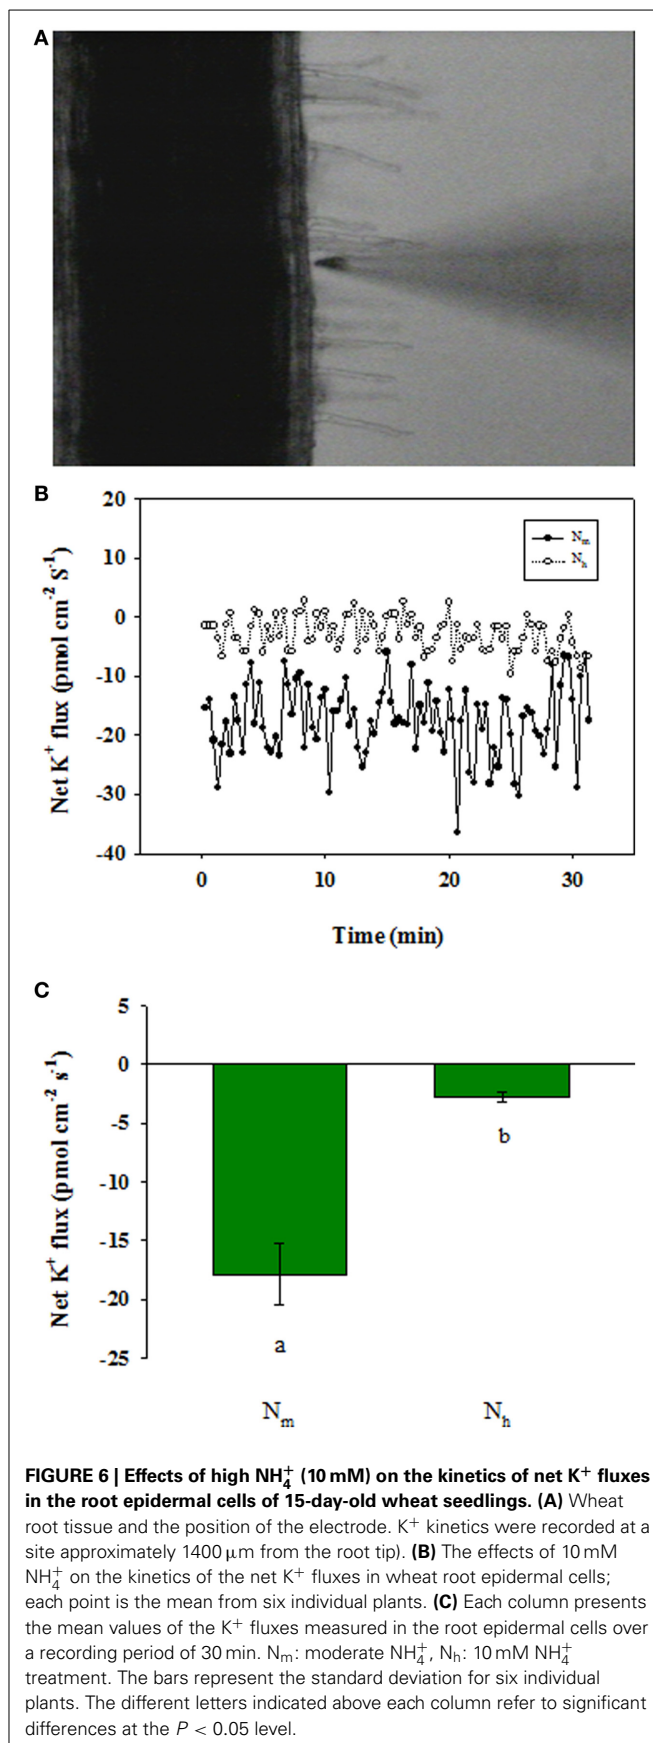 A
B
20
10
0
-10
-20
-30
-40
Net K⁺ flux (pmol cm⁻² S⁻¹)
Nₘ
Nₕ
0 10 20 30
Time (min)
C
5
0
-5
-10
-15
-20
-25
Net K⁺ flux (pmol cm⁻² s⁻¹)
a
b
Nₘ Nₕ
FIGURE 6 | Effects of high NH₄⁺ (10 mM) on the kinetics of net K⁺ fluxes
in the root epidermal cells of 15-day-old wheat seedlings. (A) Wheat
root tissue and the position of the electrode. K⁺ kinetics were recorded at a
site approximately 1400 μm from the root tip). (B) The effects of 10 mM
NH₄⁺ on the kinetics of the net K⁺ fluxes in wheat root epidermal cells;
each point is the mean from six individual plants. (C) Each column presents
the mean values of the K⁺ fluxes measured in the root epidermal cells over
a recording period of 30 min. Nₘ: moderate NH₄⁺, Nₕ: 10 mM NH₄⁺
treatment. The bars represent the standard deviation for six individual
plants. The different letters indicated above each column refer to significant
differences at the P < 0.05 level.